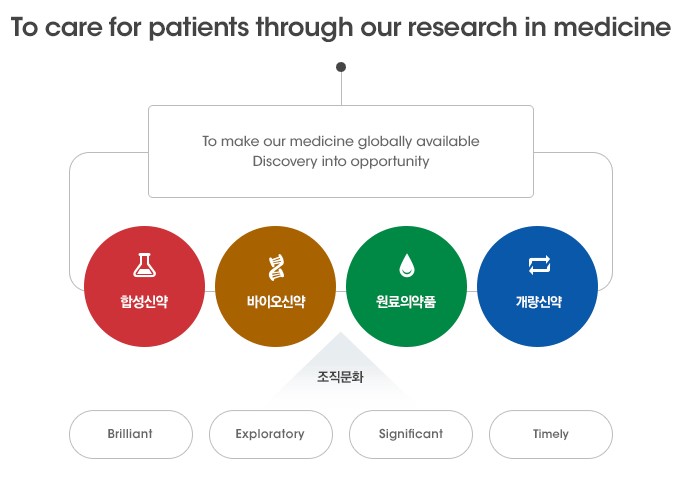 To care for patients through our research in medicine
To make our medicine globally available
Discovery into opportunity
합성신약
바이오신약
원료의약품
개량신약
조직문화
Brilliant
Exploratory
Significant
Timely